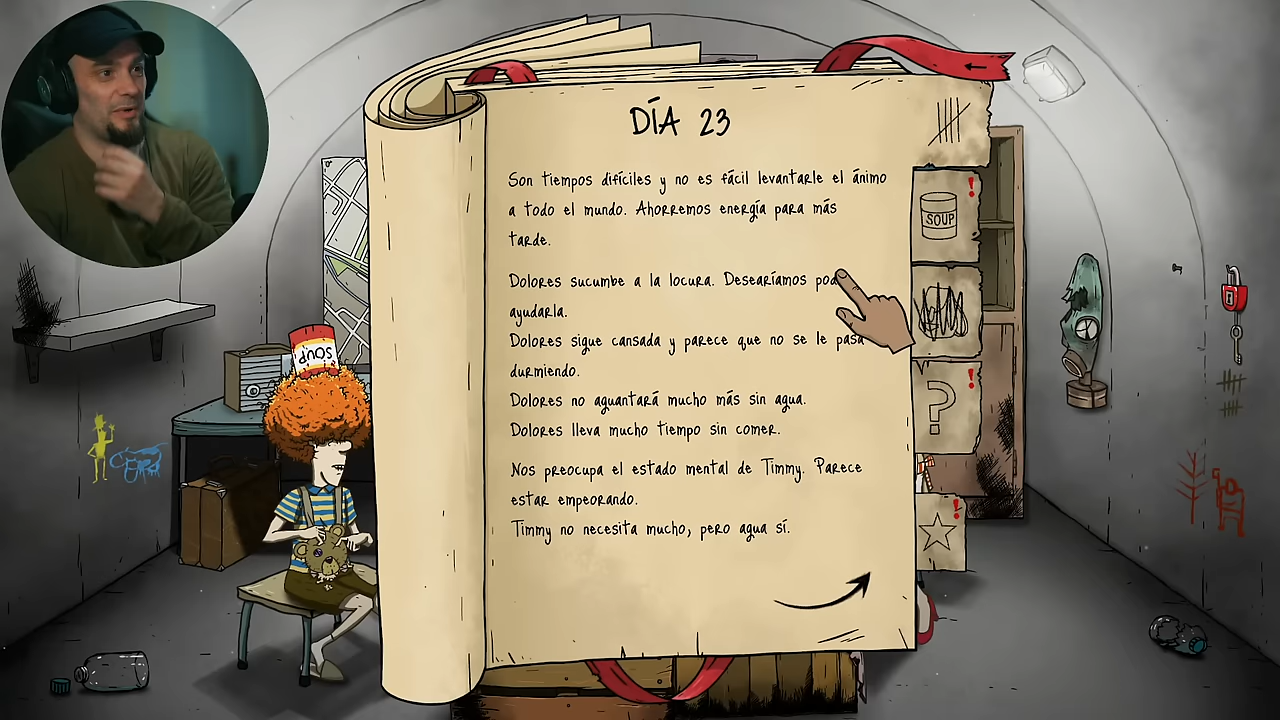 DÍA 23
Son tiempos difíciles y no es fácil levantarle el ánimo
a todo el mundo. Ahorremos energía para más
tarde.
Dolores sucumbe a la locura. Desearíamos
ayudarla.
Dolores sigue cansada y parece que no se le pasa
durmiendo.
Dolores no aguantará mucho más sin agua.
Dolores lleva mucho tiempo sin comer.
Nos preocupa el estado mental de Timmy. Parece
estar empeorando.
Timmy no necesita mucho, pero agua sí.
SOUP
!
SOUP
?
!
!